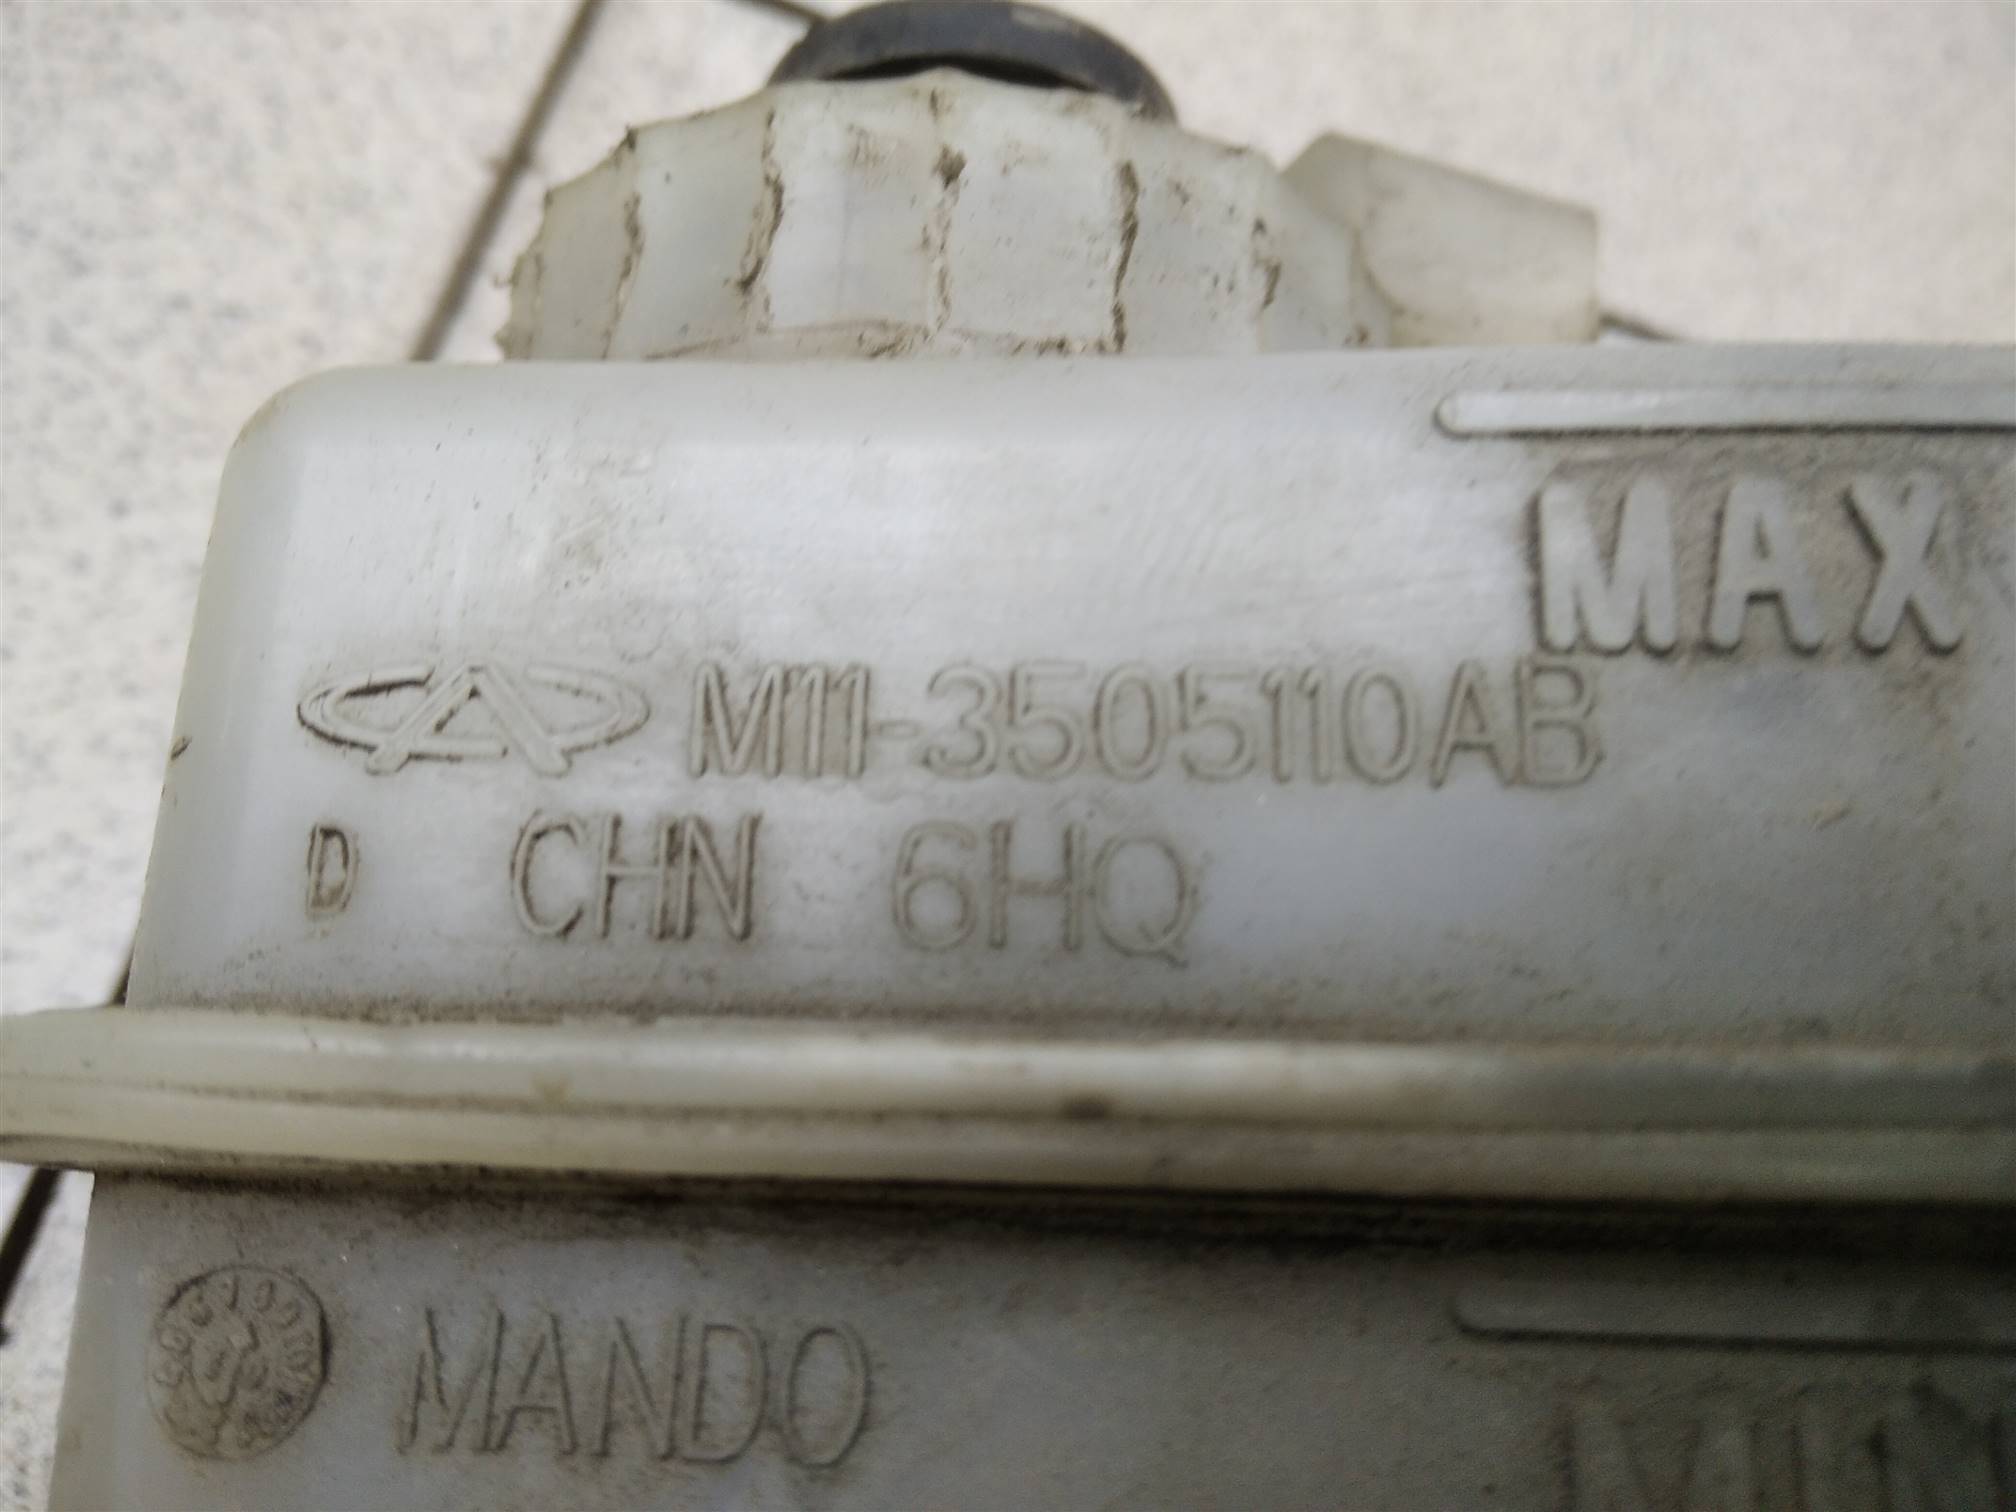 MAX
M11-3505110AB
D CHN 6HQ
MANDO